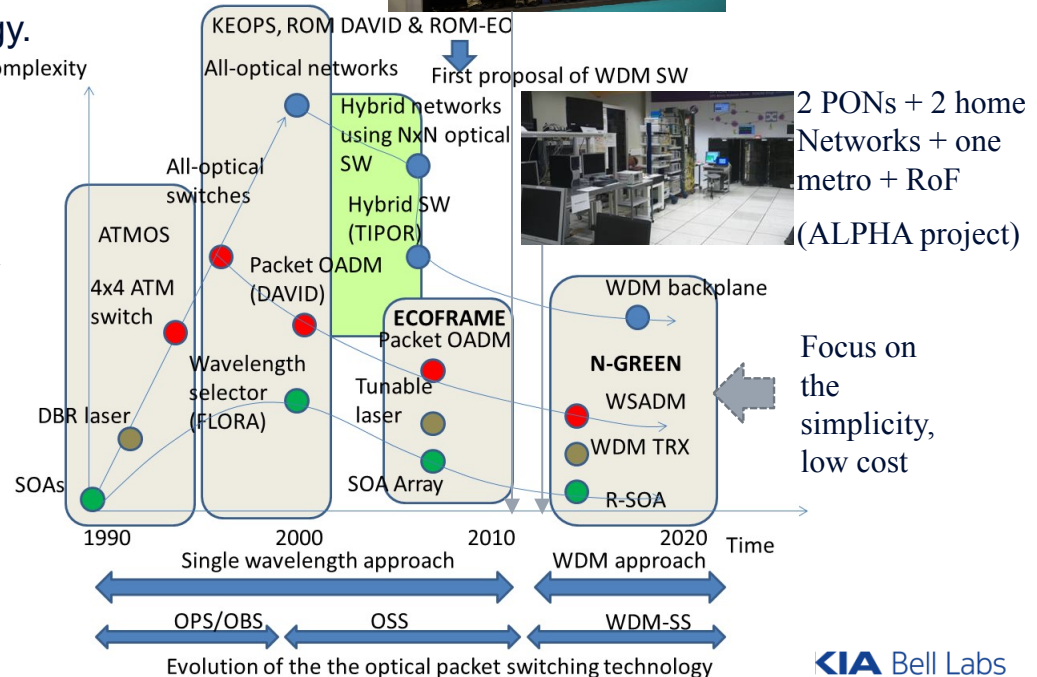 gy.
KEOPS, ROM DAVID & ROM-EO
omplexity
All-optical networks
First proposal of WDM SW
Hybrid networks
using NxN optical
SW
2 PONs + 2 home
Networks + one
metro + RoF
(ALPHA project)
All-optical
switches
Hybrid SW
(TIPOR)
ATMOS
Packet OADM
(DAVID)
4x4 ATM
switch
WDM backplane
ECOFRAME
Packet OADM
N-GREEN
Focus on
the
simplicity,
low cost
Wavelength
selector
(FLORA)
Tunable
laser
WSADM
DBR laser
WDM TRX
SOAs
SOA Array
R-SOA
1990
2000
2010
2020
Time
Single wavelength approach
WDM approach
OPS/OBS
OSS
WDM-SS
Evolution of the the optical packet switching technology
KIA Bell Labs